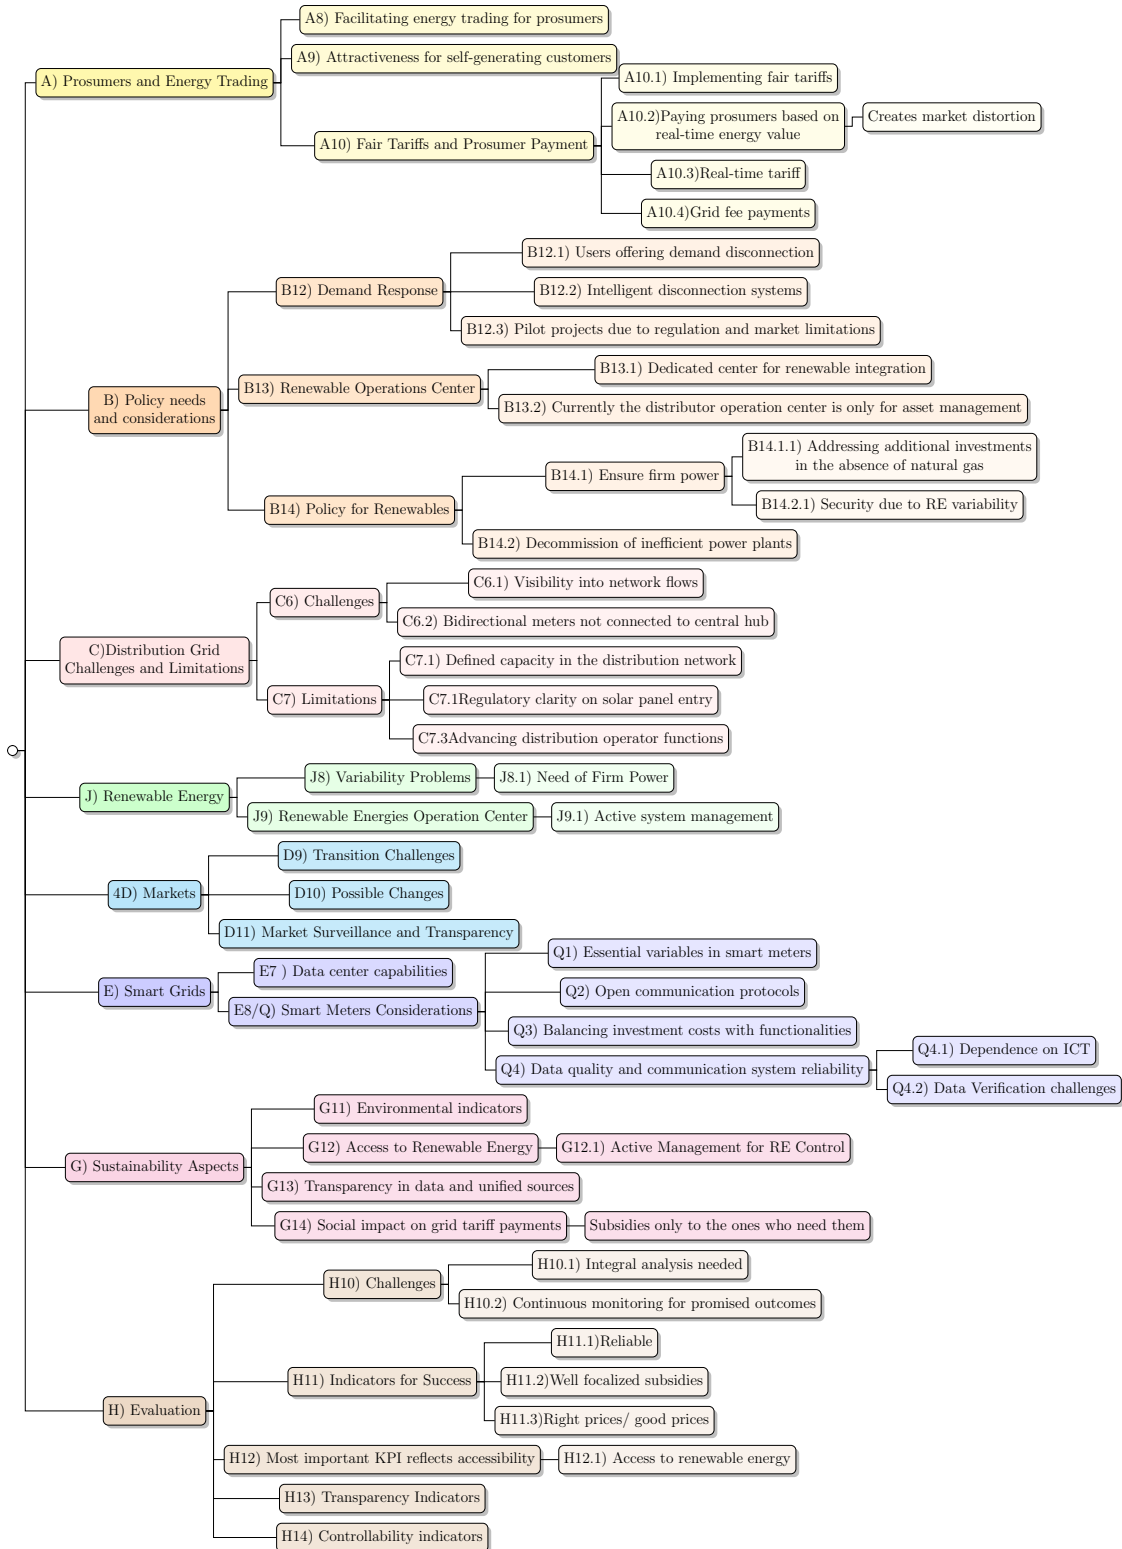 A) Prosumers and Energy Trading
A8) Facilitating energy trading for prosumers
A9) Attractiveness for self-generating customers
A10) Fair Tariffs and Prosumer Payment
A10.1) Implementing fair tariffs
A10.2)Paying prosumers based on
real-time energy value
Creates market distortion
A10.3)Real-time tariff
A10.4)Grid fee payments
B) Policy needs
and considerations
B12) Demand Response
B12.1) Users offering demand disconnection
B12.2) Intelligent disconnection systems
B12.3) Pilot projects due to regulation and market limitations
B13) Renewable Operations Center
B13.1) Dedicated center for renewable integration
B13.2) Currently the distributor operation center is only for asset management
B14) Policy for Renewables
B14.1) Ensure firm power
B14.1.1) Addressing additional investments
in the absence of natural gas
B14.2.1) Security due to RE variability
B14.2) Decommission of inefficient power plants
C)Distribution Grid
Challenges and Limitations
C6) Challenges
C6.1) Visibility into network flows
C6.2) Bidirectional meters not connected to central hub
C7) Limitations
C7.1) Defined capacity in the distribution network
C7.1Regulatory clarity on solar panel entry
C7.3Advancing distribution operator functions
J) Renewable Energy
J8) Variability Problems
J8.1) Need of Firm Power
J9) Renewable Energies Operation Center
J9.1) Active system management
4D) Markets
D9) Transition Challenges
D10) Possible Changes
D11) Market Surveillance and Transparency
E) Smart Grids
E7 ) Data center capabilities
E8/Q) Smart Meters Considerations
Q1) Essential variables in smart meters
Q2) Open communication protocols
Q3) Balancing investment costs with functionalities
Q4) Data quality and communication system reliability
Q4.1) Dependence on ICT
Q4.2) Data Verification challenges
G) Sustainability Aspects
G11) Environmental indicators
G12) Access to Renewable Energy
G12.1) Active Management for RE Control
G13) Transparency in data and unified sources
G14) Social impact on grid tariff payments
Subsidies only to the ones who need them
H) Evaluation
H10) Challenges
H10.1) Integral analysis needed
H10.2) Continuous monitoring for promised outcomes
H11) Indicators for Success
H11.1)Reliable
H11.2)Well focalized subsidies
H11.3)Right prices/ good prices
H12) Most important KPI reflects accessibility
H12.1) Access to renewable energy
H13) Transparency Indicators
H14) Controllability indicators